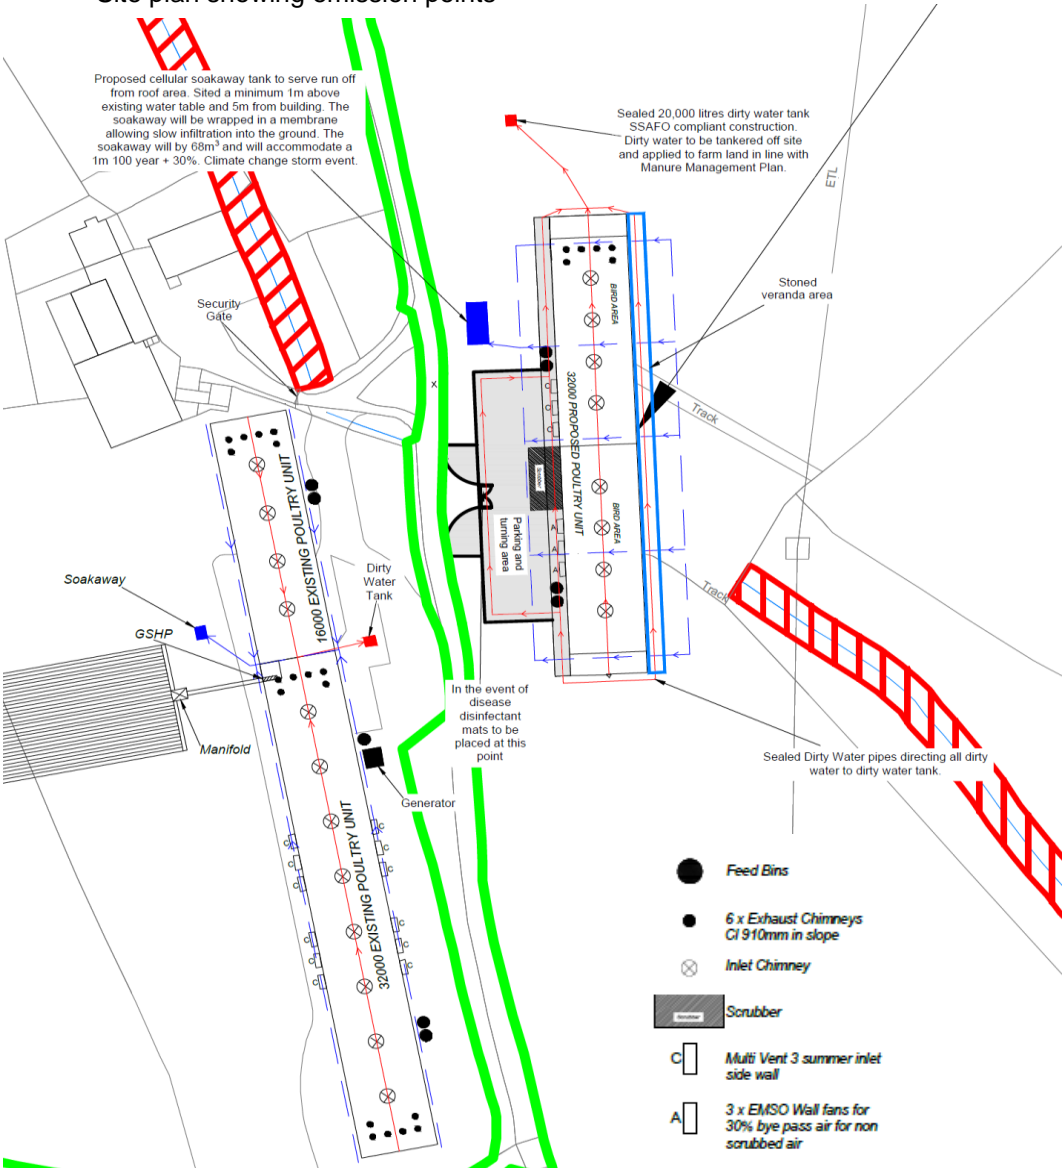 Site plan showing emission points
Proposed cellular soakaway tank to serve run off
from roof area. Sited a minimum 1m above
existing water table and 5m from building. The
soakaway will be wrapped in a membrane
allowing slow infiltration into the ground. The
soakaway will by 68m³ and will accommodate a
1m 100 year + 30%. Climate change storm event.
Sealed 20,000 litres dirty water tank
SSAFO compliant construction.
Dirty water to be tankered off site
and applied to farm land in line with
Manure Management Plan.
ETL
Stoned
veranda area
Security
Gate
BIRD AREA
X
C
C
C
32000 PROPOSED POULTRY UNIT
Track
Scrubber
BIRD AREA
Parking and
turning area
A
A
A
16000 EXISTING POULTRY UNIT
Dirty
Water
Tank
Soakaway
GSHP
Track
Manifold
In the event of
disease
disinfectant
mats to be
placed at this
point
Sealed Dirty Water pipes directing all dirty
water to dirty water tank.
Generator
32000 EXISTING POULTRY UNIT
C
C
C
C
C
C
C
C
C
C
C
C
Feed Bins
6 x Exhaust Chimneys
Cl 910mm in slope
Inlet Chimney
Scrubber
Scrubber
C
Multi Vent 3 summer inlet
side wall
A
3 x EMSO Wall fans for
30% bye pass air for non
scrubbed air